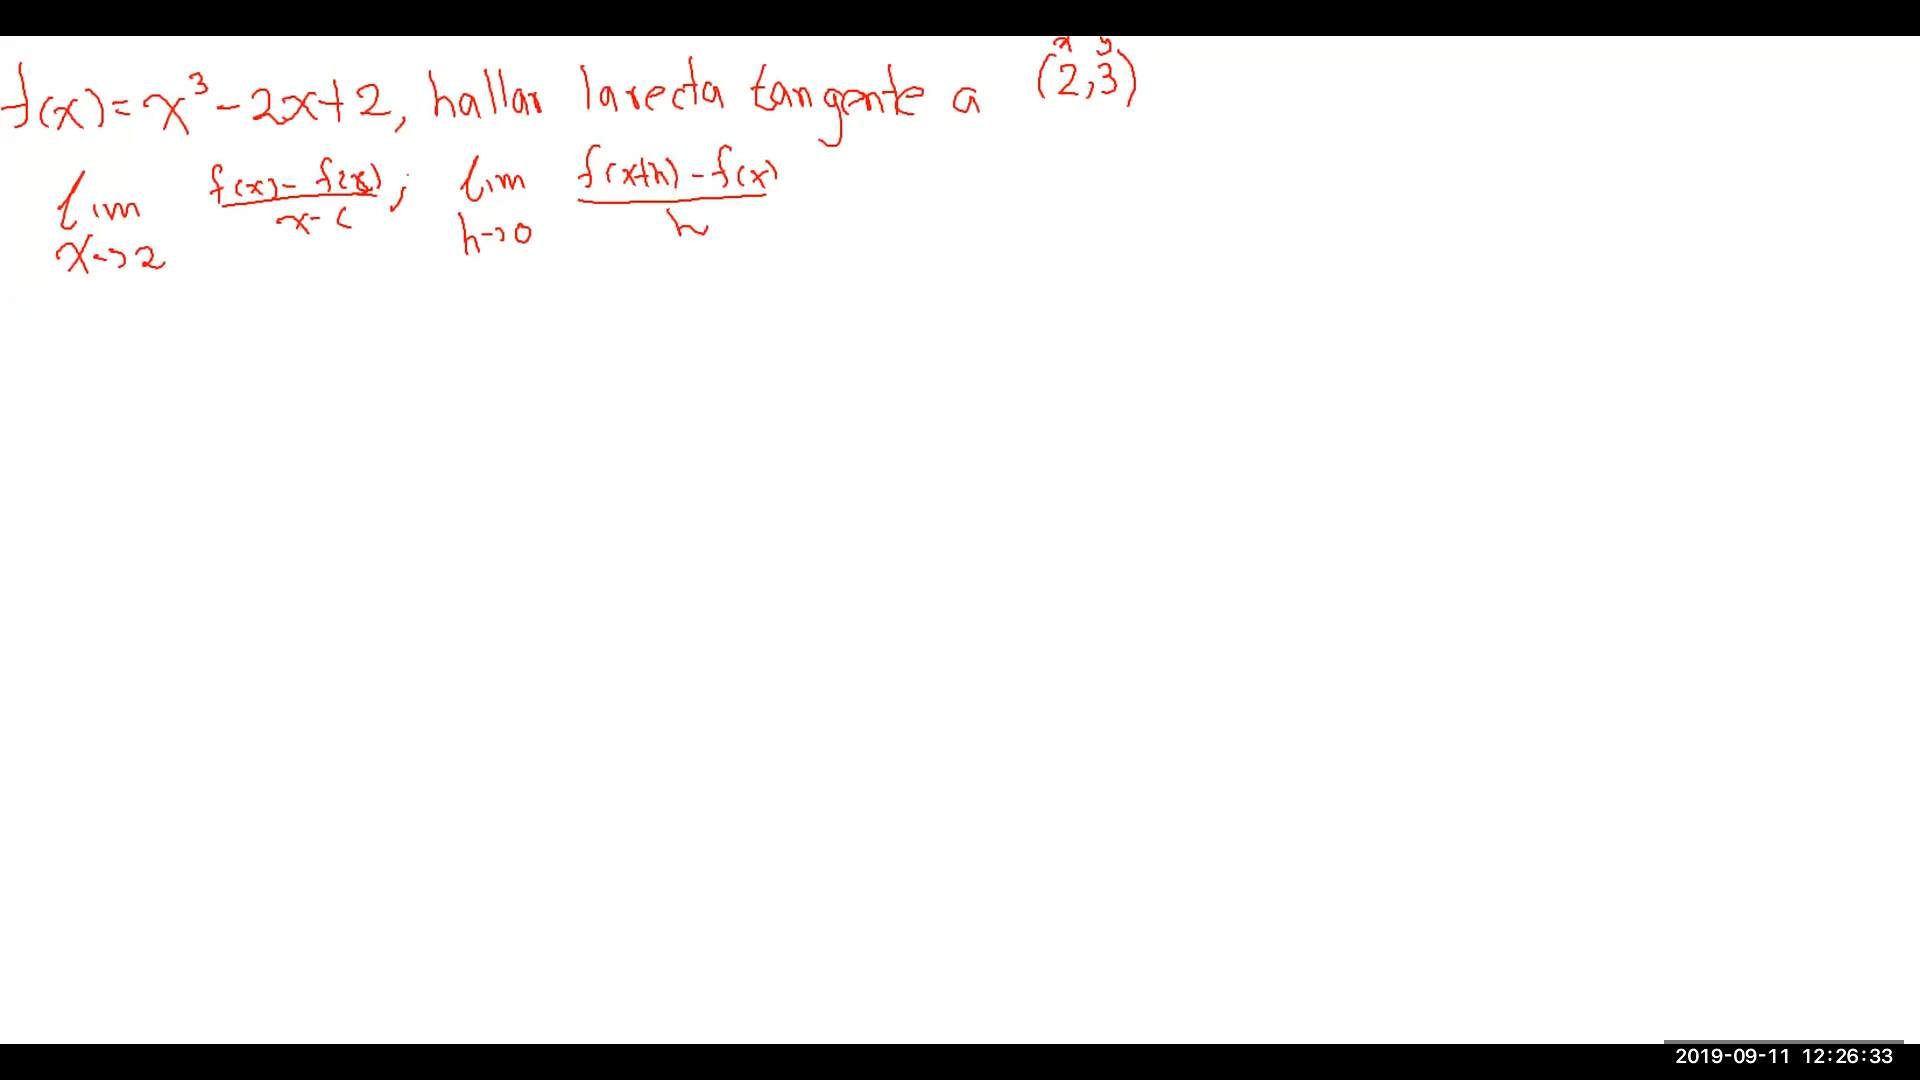 x y
f(x) = x³ - 2x + 2, hallar la recta tangente a (2,3)
lim f(x) - f(c) ; lim f(x+h) - f(x)
x→2 x - c h→0 h
2019-09-11 12:26:33